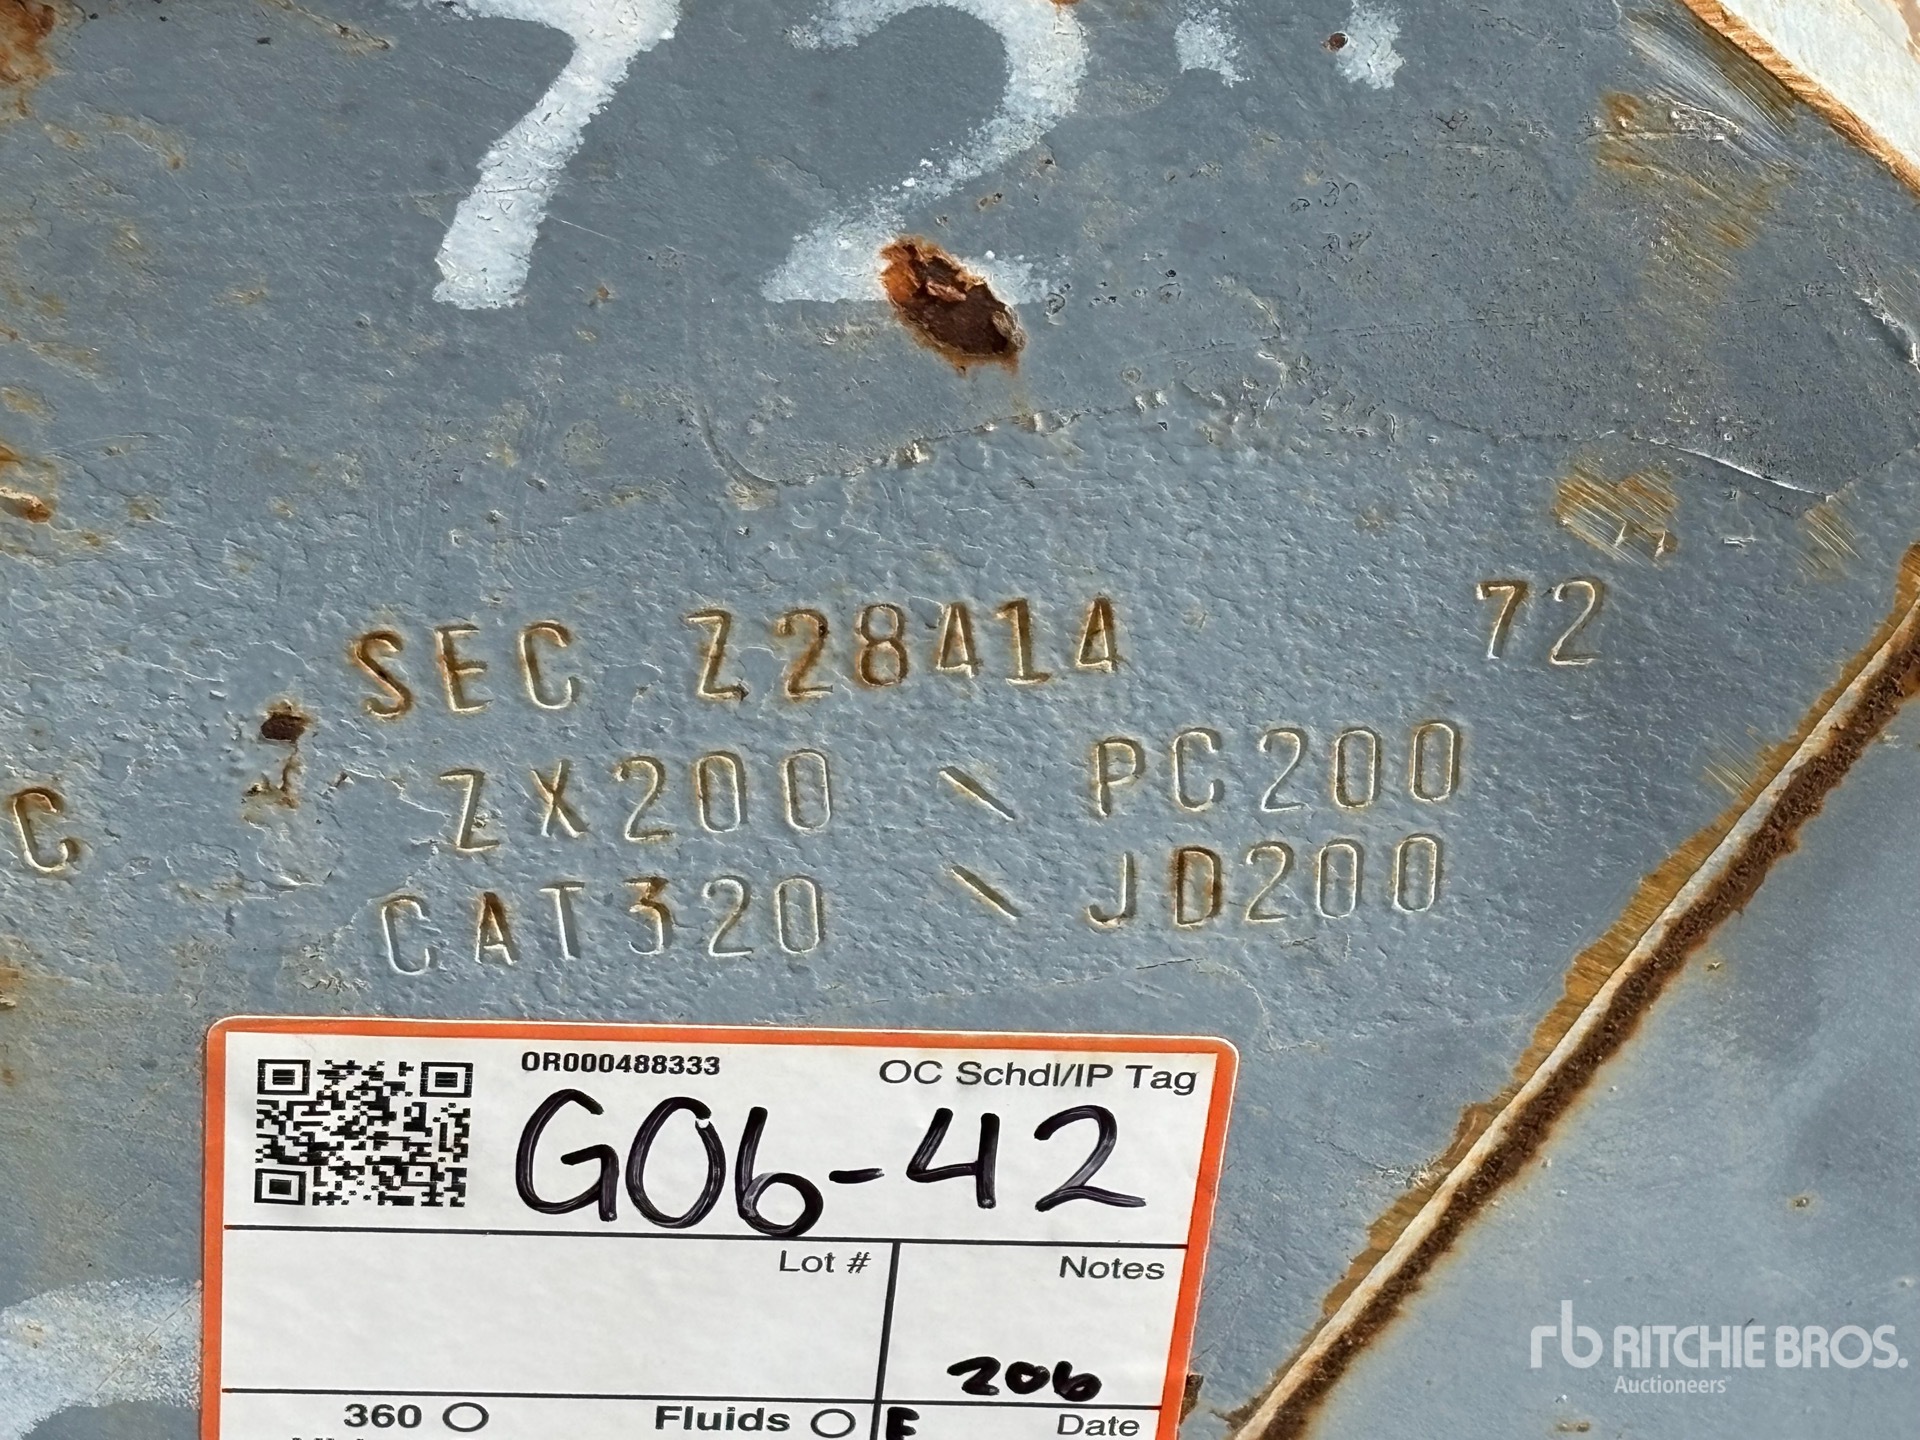 72"
SEC Z28414 72
ZX200 \ PC200
C
CAT320 \ JD200
OR000488333 OC Schdl/IP Tag
G06-42
Lot # Notes
206
360 Fluids Date
rb RITCHIE BROS.
Auctioneers